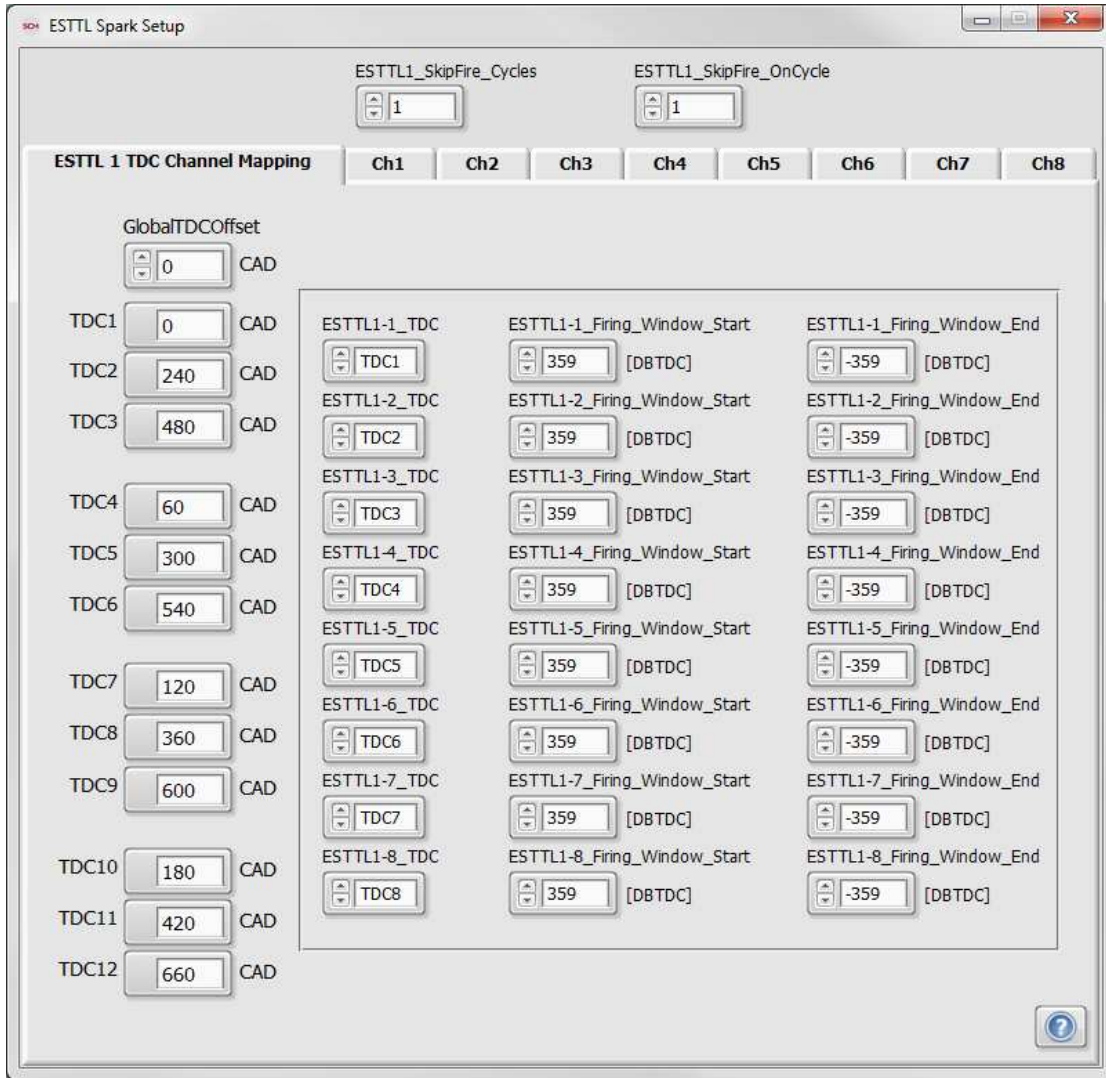 SCM ESTTL Spark Setup
ESTTL1_SkipFire_Cycles ESTTL1_SkipFire_OnCycle
1 1
ESTTL 1 TDC Channel Mapping Ch1 Ch2 Ch3 Ch4 Ch5 Ch6 Ch7 Ch8
GlobalTDCOffset
0 CAD
TDC1 0 CAD
TDC2 240 CAD
TDC3 480 CAD
TDC4 60 CAD
TDC5 300 CAD
TDC6 540 CAD
TDC7 120 CAD
TDC8 360 CAD
TDC9 600 CAD
TDC10 180 CAD
TDC11 420 CAD
TDC12 660 CAD
ESTTL1-1_TDC ESTTL1-1_Firing_Window_Start ESTTL1-1_Firing_Window_End
TDC1 359 [DBTDC] -359 [DBTDC]
ESTTL1-2_TDC ESTTL1-2_Firing_Window_Start ESTTL1-2_Firing_Window_End
TDC2 359 [DBTDC] -359 [DBTDC]
ESTTL1-3_TDC ESTTL1-3_Firing_Window_Start ESTTL1-3_Firing_Window_End
TDC3 359 [DBTDC] -359 [DBTDC]
ESTTL1-4_TDC ESTTL1-4_Firing_Window_Start ESTTL1-4_Firing_Window_End
TDC4 359 [DBTDC] -359 [DBTDC]
ESTTL1-5_TDC ESTTL1-5_Firing_Window_Start ESTTL1-5_Firing_Window_End
TDC5 359 [DBTDC] -359 [DBTDC]
ESTTL1-6_TDC ESTTL1-6_Firing_Window_Start ESTTL1-6_Firing_Window_End
TDC6 359 [DBTDC] -359 [DBTDC]
ESTTL1-7_TDC ESTTL1-7_Firing_Window_Start ESTTL1-7_Firing_Window_End
TDC7 359 [DBTDC] -359 [DBTDC]
ESTTL1-8_TDC ESTTL1-8_Firing_Window_Start ESTTL1-8_Firing_Window_End
TDC8 359 [DBTDC] -359 [DBTDC]
?